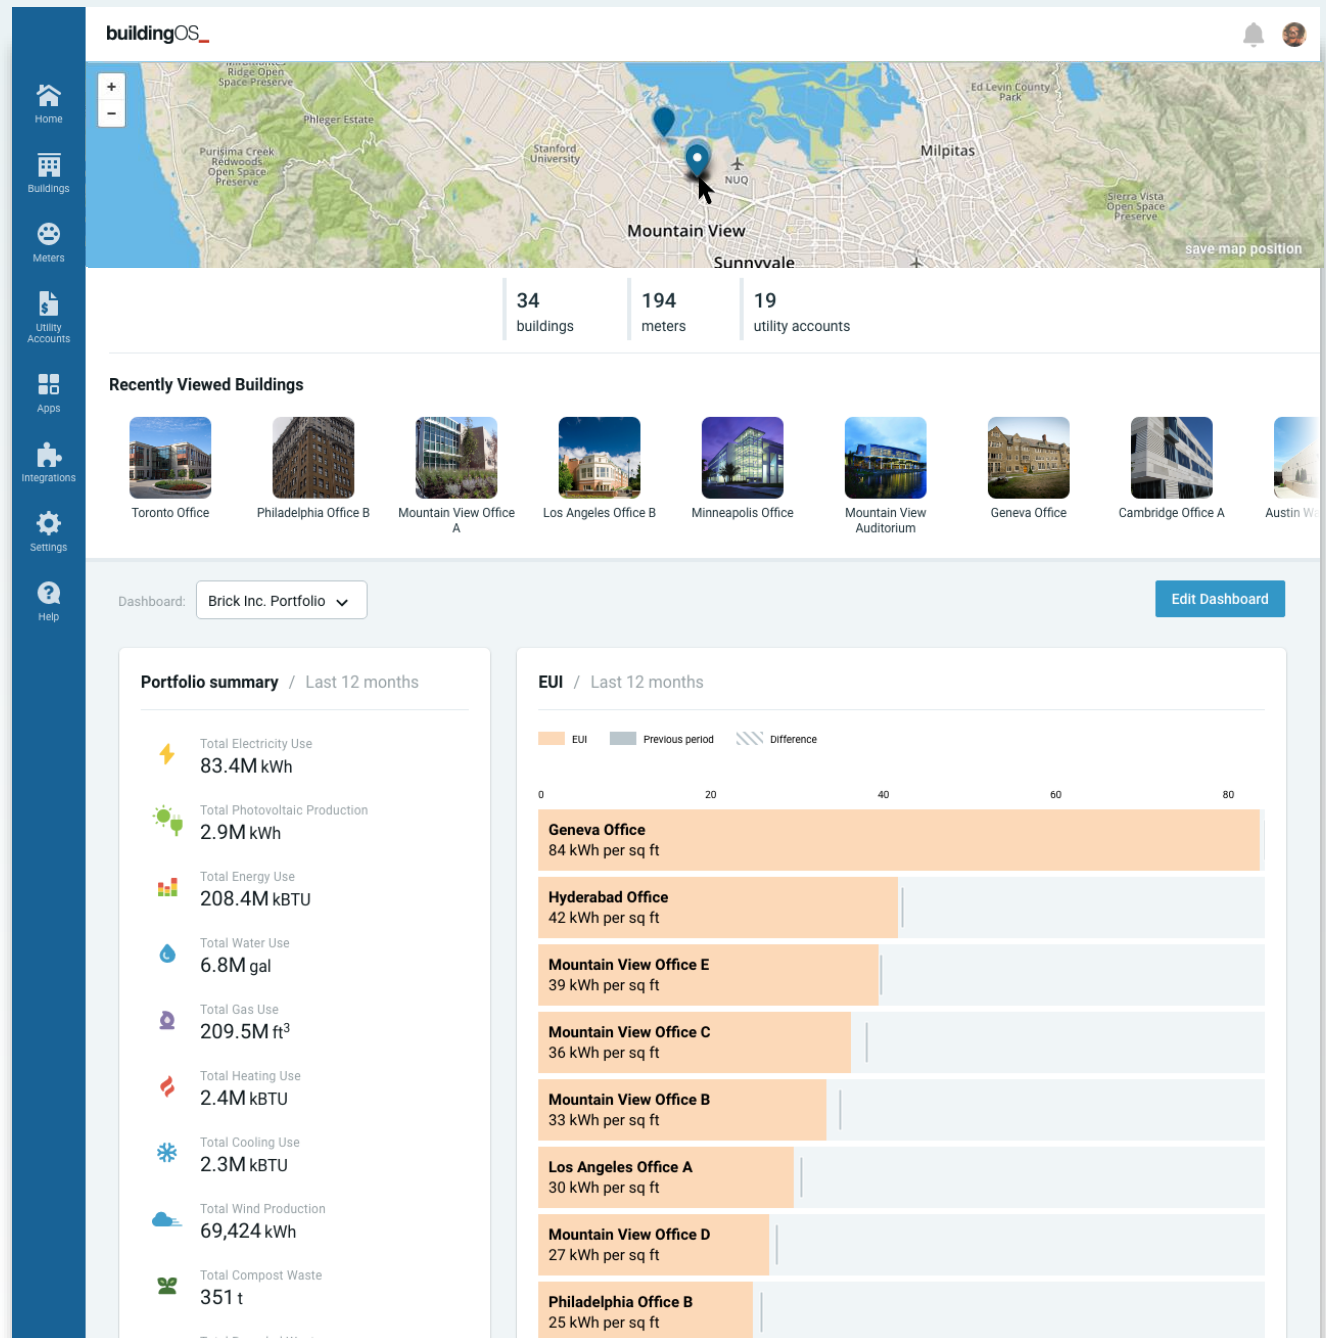 buildingOS_
Home
Buildings
Meters
Utility
Accounts
Apps
Integrations
Settings
Help
+
−
Ridge Open
Space Preserve
Phleger Estate
Purisima Creek
Redwoods
Open Space
Preserve
Stanford
University
NUQ
Mountain View
Sunnyvale
Milpitas
Ed Levin County
Park
Sierra Vista
Open Space
Preserve
save map position
34
buildings
194
meters
19
utility accounts
Recently Viewed Buildings
Toronto Office
Philadelphia Office B
Mountain View Office
A
Los Angeles Office B
Minneapolis Office
Mountain View
Auditorium
Geneva Office
Cambridge Office A
Austin
Dashboard:
Brick Inc. Portfolio
Edit Dashboard
Portfolio summary / Last 12 months
Total Electricity Use
83.4M kWh
Total Photovoltaic Production
2.9M kWh
Total Energy Use
208.4M kBTU
Total Water Use
6.8M gal
Total Gas Use
209.5M ft³
Total Heating Use
2.4M kBTU
Total Cooling Use
2.3M kBTU
Total Wind Production
69,424 kWh
Total Compost Waste
351 t
EUI / Last 12 months
EUI
Previous period
Difference
0 20 40 60 80
Geneva Office
84 kWh per sq ft
Hyderabad Office
42 kWh per sq ft
Mountain View Office E
39 kWh per sq ft
Mountain View Office C
36 kWh per sq ft
Mountain View Office B
33 kWh per sq ft
Los Angeles Office A
30 kWh per sq ft
Mountain View Office D
27 kWh per sq ft
Philadelphia Office B
25 kWh per sq ft